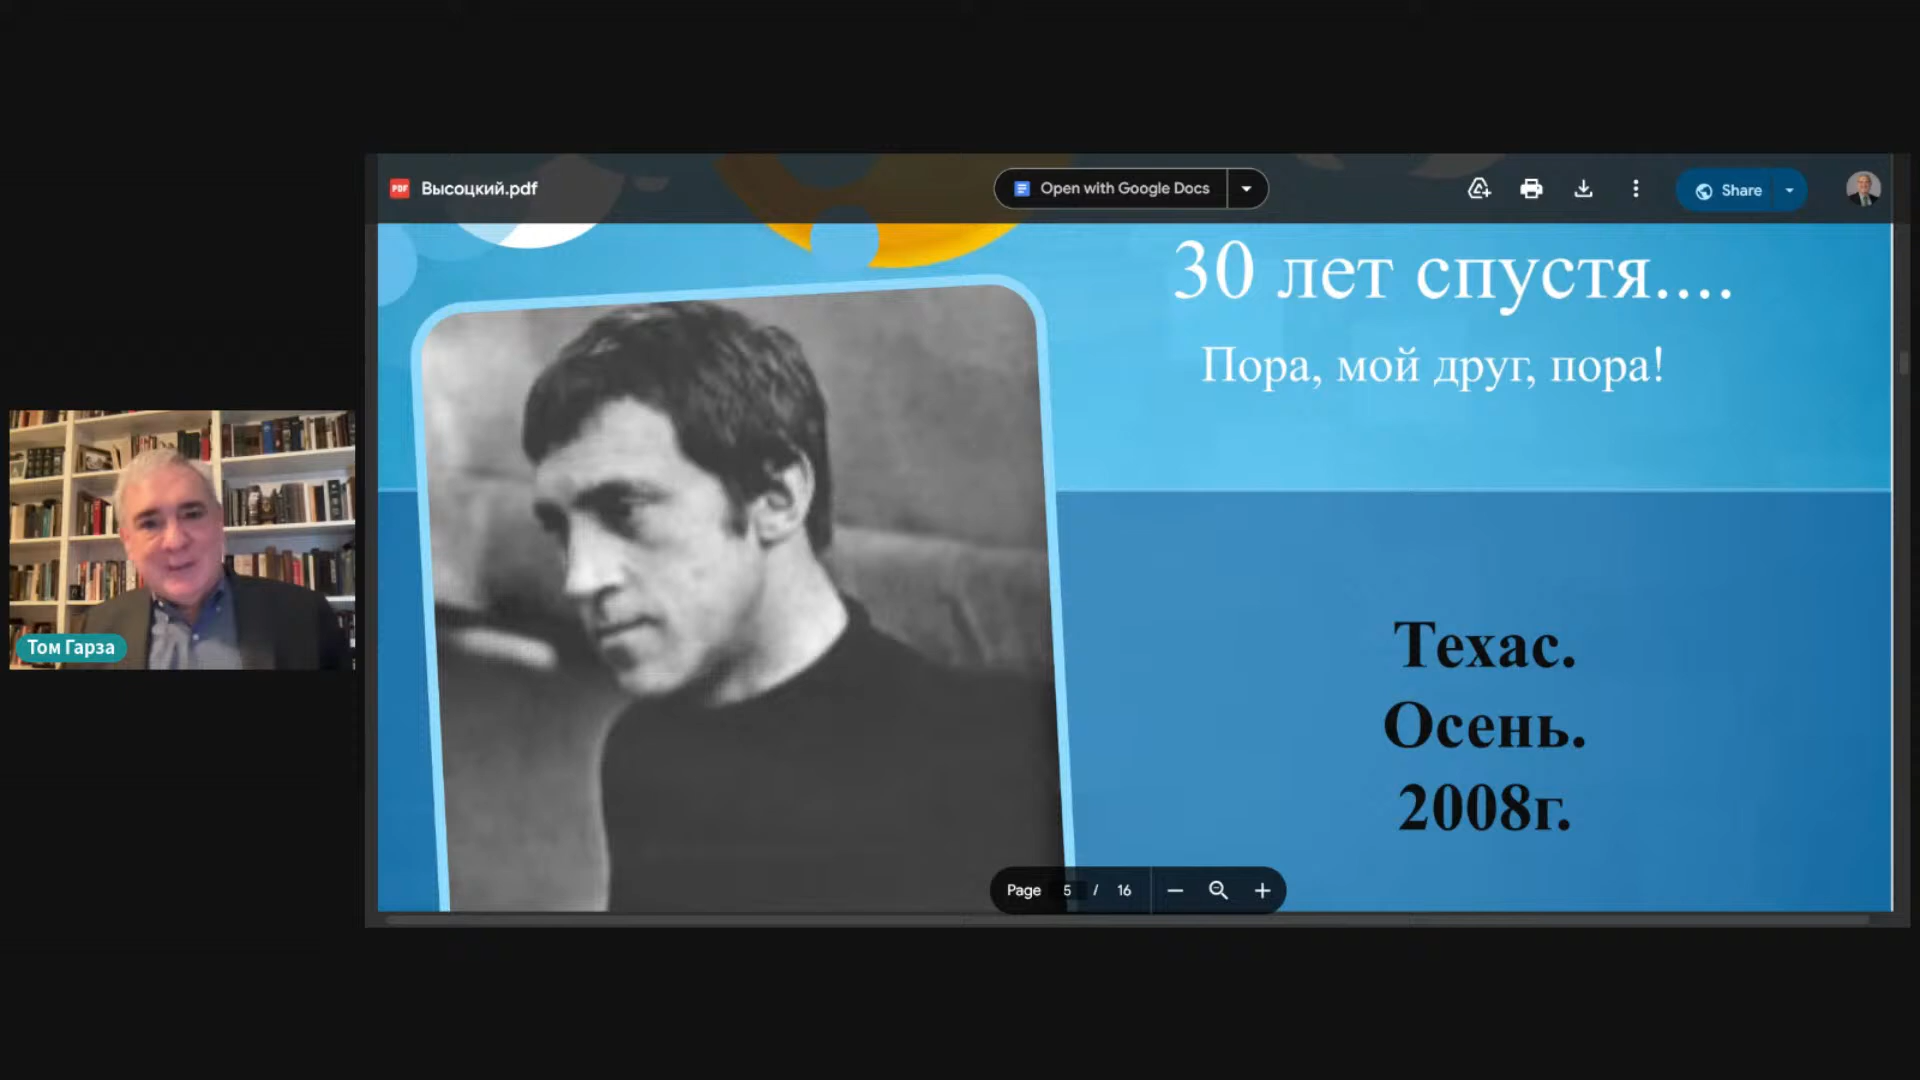 PDF Высоцкий.pdf
Open with Google Docs
Share
30 лет спустя....
Пора, мой друг, пора!
Том Гарза
Техас.
Осень.
2008г.
Page 5 / 16